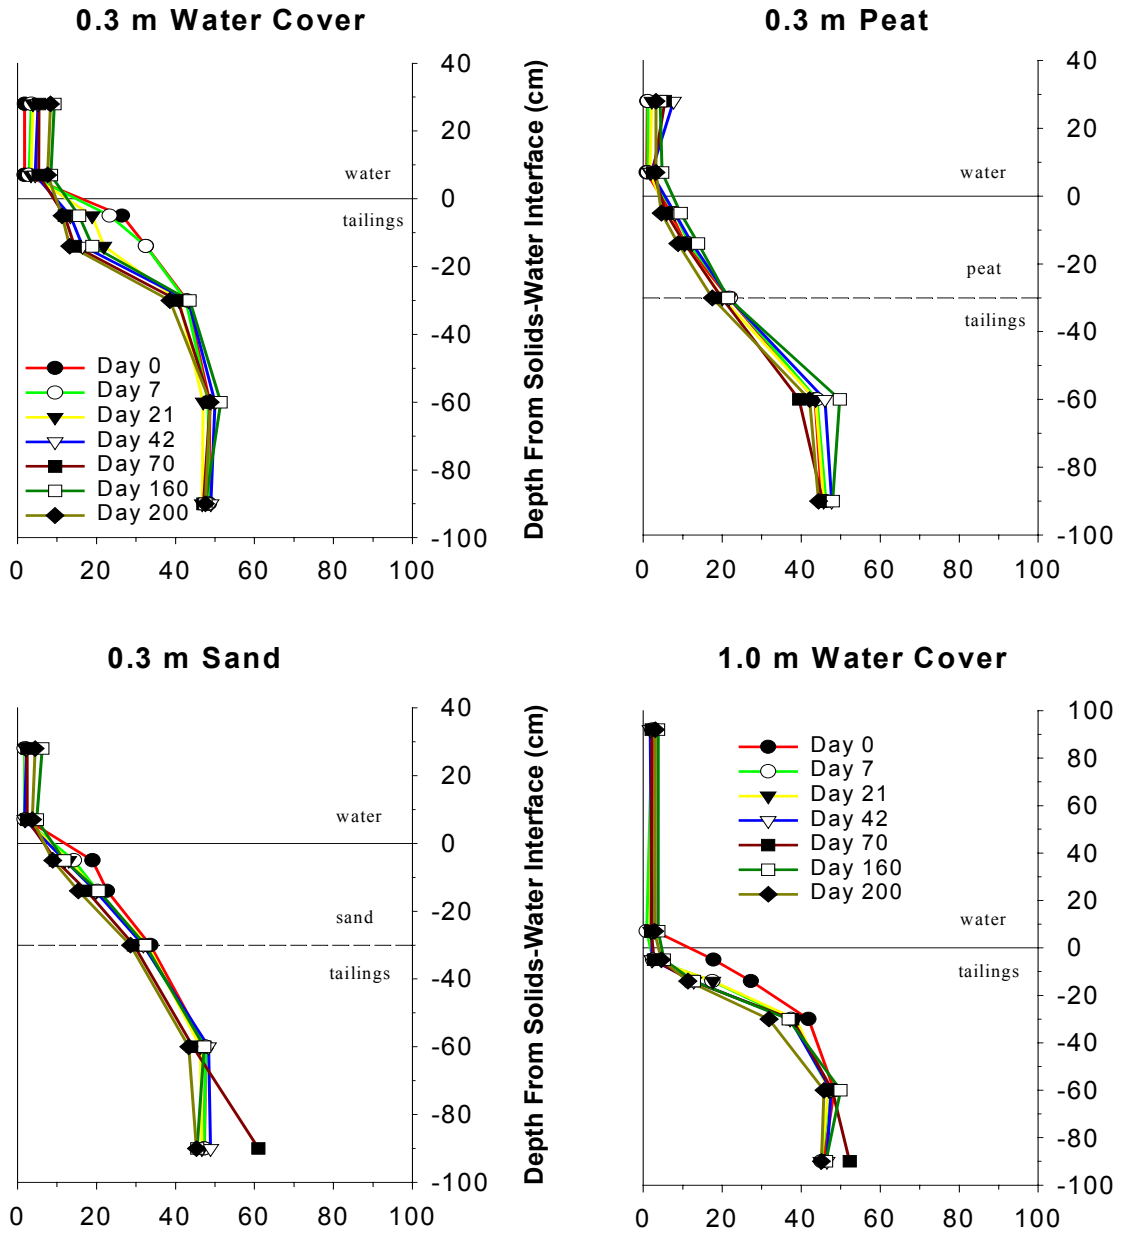 0.3 m Water Cover
40
20
0
-20
-40
-60
-80
-100
water
tailings
Day 0
Day 7
Day 21
Day 42
Day 70
Day 160
Day 200
0 20 40 60 80 100
Depth From Solids-Water Interface (cm)
0.3 m Peat
40
20
0
-20
-40
-60
-80
-100
water
peat
tailings
0 20 40 60 80 100
0.3 m Sand
40
20
0
-20
-40
-60
-80
-100
water
sand
tailings
0 20 40 60 80 100
Depth From Solids-Water Interface (cm)
1.0 m Water Cover
100
80
60
40
20
0
-20
-40
-60
-80
-100
Day 0
Day 7
Day 21
Day 42
Day 70
Day 160
Day 200
water
tailings
0 20 40 60 80 100